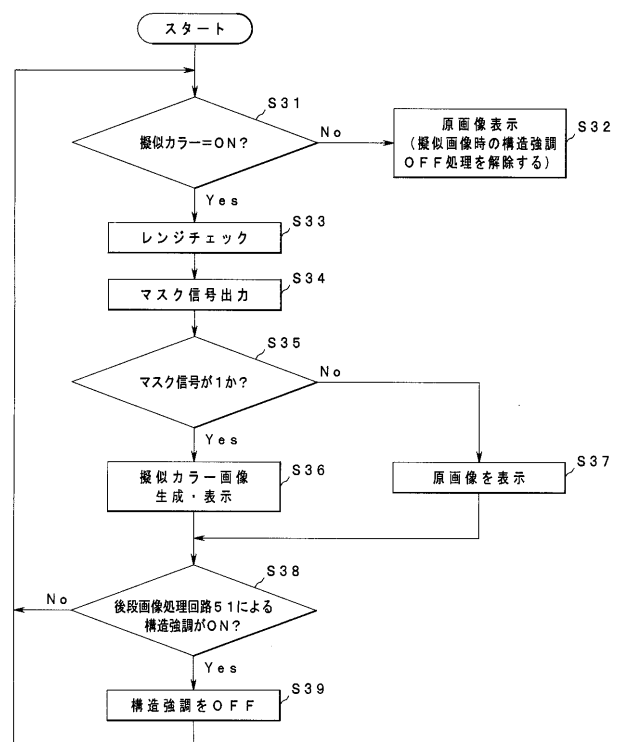 スタート
S31
擬似カラー=ON?
No
原画像表示
(擬似画像時の構造強調
OFF処理を解除する)
S32
Yes
S33
レンジチェック
S34
マスク信号出力
S35
マスク信号が1か?
No
Yes
S36
擬似カラー画像
生成・表示
S37
原画像を表示
S38
No
後段画像処理回路51による
構造強調がON?
Yes
S39
構造強調をOFF